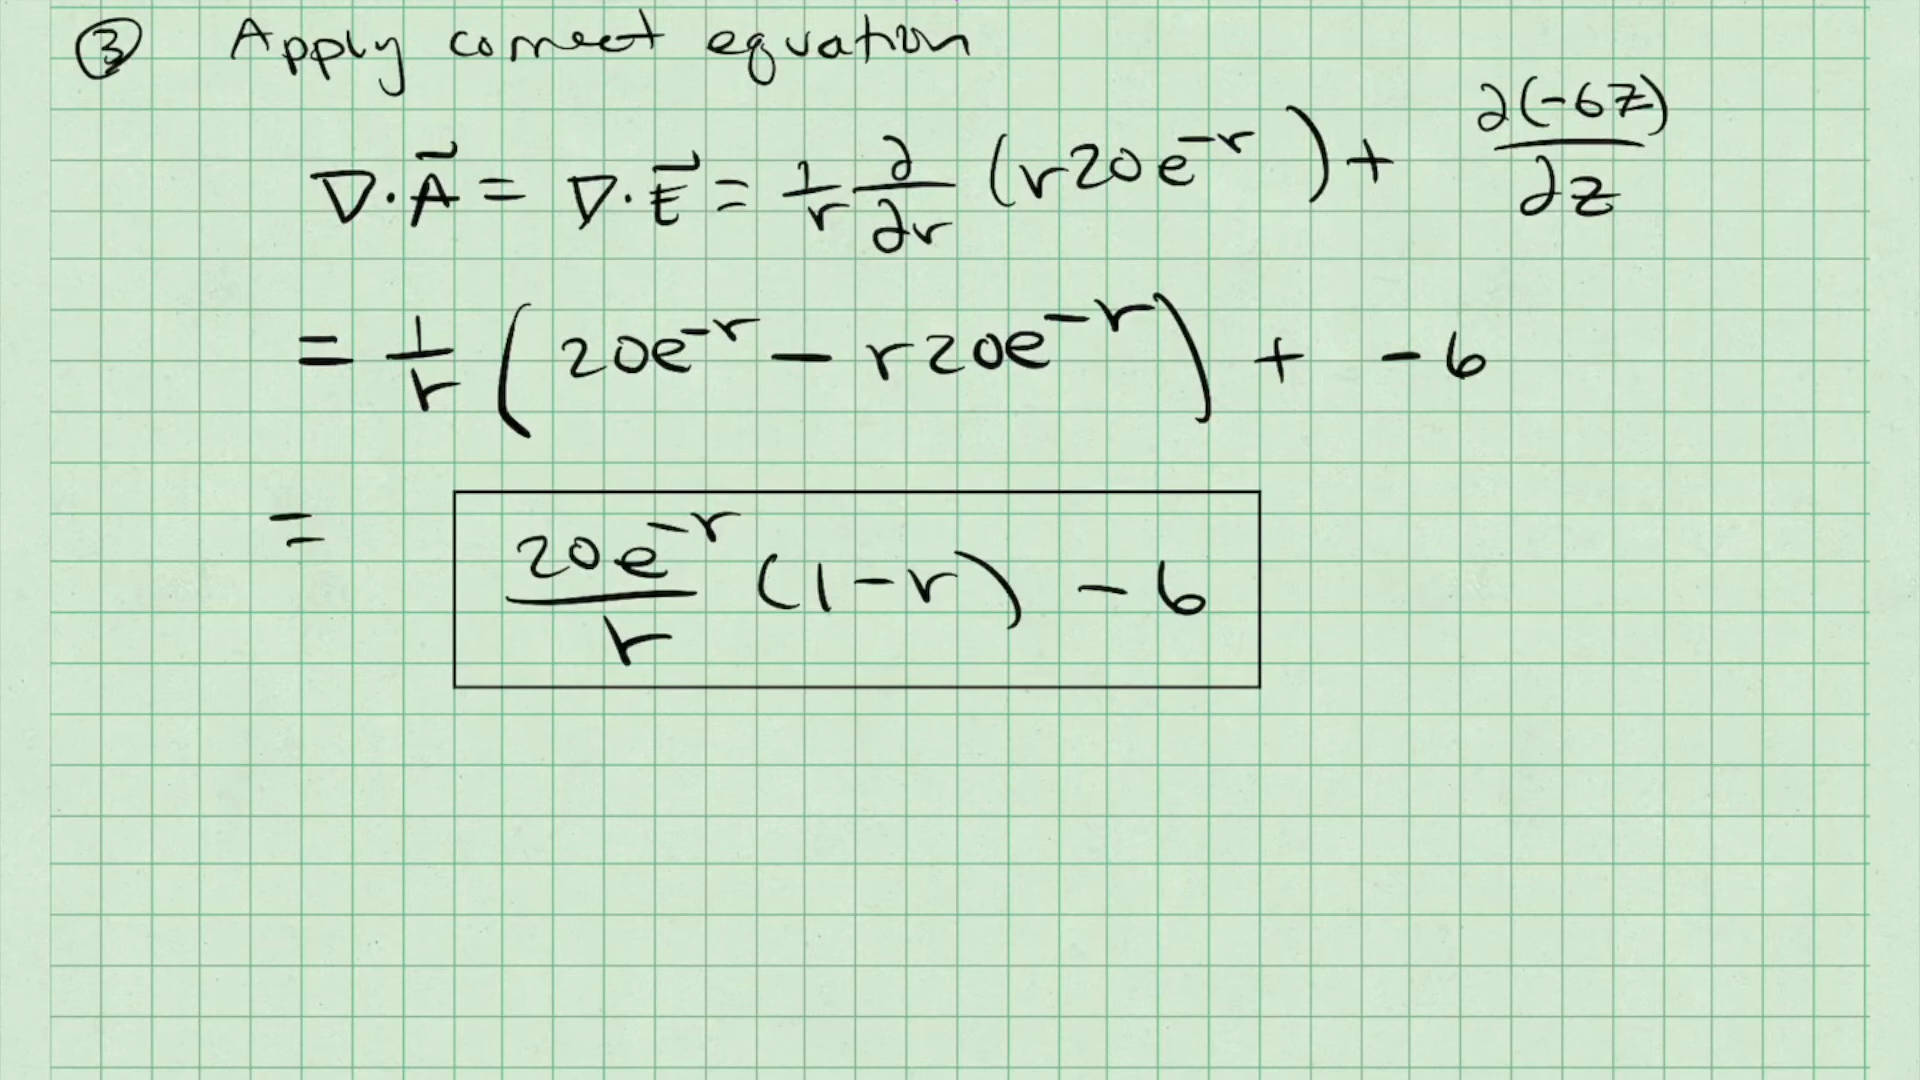 ③ Apply correct equation
∇·A⃗ = ∇·E⃗ = 1/r ∂/∂r (r20e^-r) + ∂(-6z)/∂z
= 1/r (20e^-r - r20e^-r) + -6
= 20e^-r/r (1-r) - 6